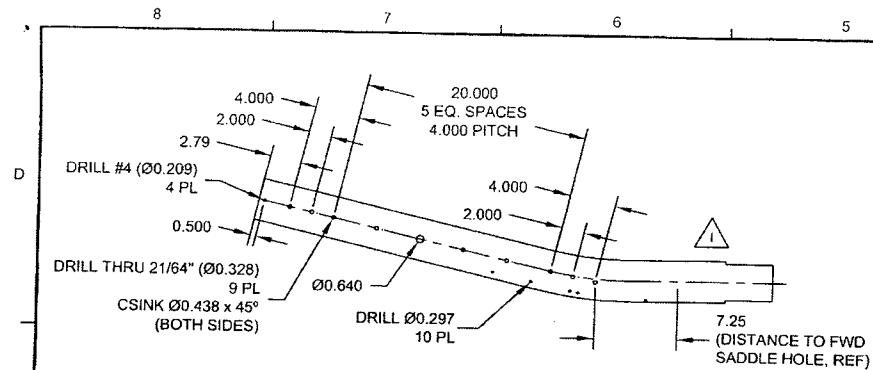 8
7
6
5
D
20.000
5 EQ. SPACES
4.000 PITCH
4.000
2.000
2.79
DRILL #4 (Ø0.209)
4 PL
4.000
2.000
1
0.500
DRILL THRU 21/64" (Ø0.328)
9 PL
CSINK Ø0.438 x 45°
(BOTH SIDES)
Ø0.640
DRILL Ø0.297
10 PL
7.25
(DISTANCE TO FWD
SADDLE HOLE, REF)